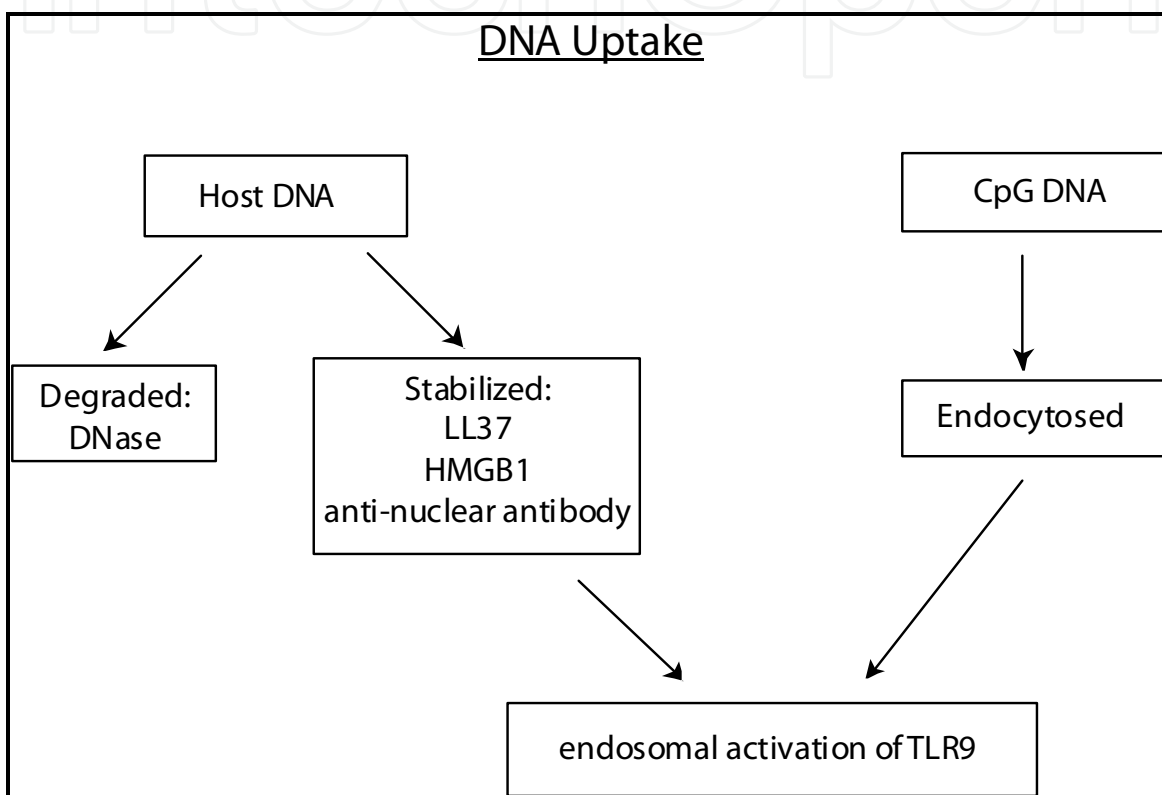 DNA Uptake
Host DNA
CpG DNA
Degraded:
DNase
Stabilized:
LL37
HMGB1
anti-nuclear antibody
Endocytosed
endosomal activation of TLR9